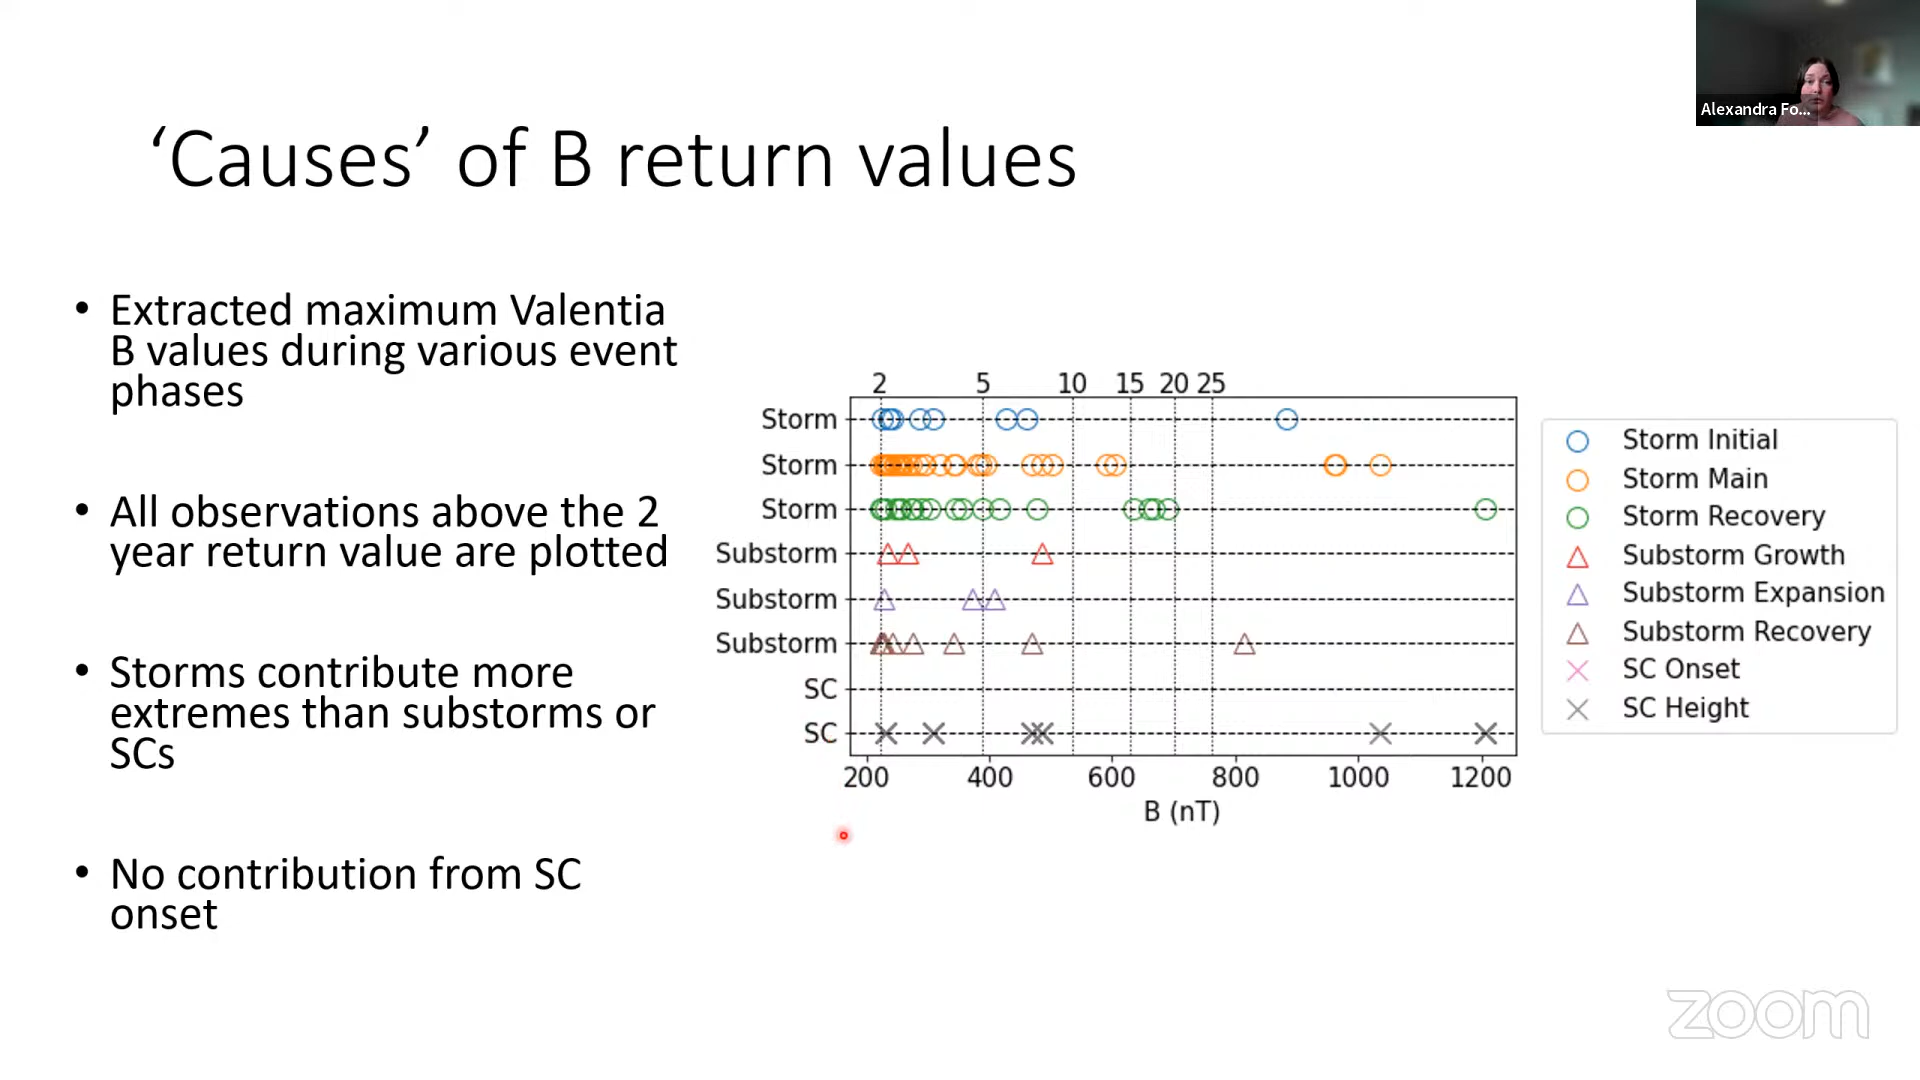 Alexandra Fo...
‘Causes’ of B return values
• Extracted maximum Valentia
B values during various event
phases
• All observations above the 2
year return value are plotted
• Storms contribute more
extremes than substorms or
SCs
• No contribution from SC
onset
2 5 10 15 20 25
Storm
Storm
Storm
Substorm
Substorm
Substorm
SC
SC
200 400 600 800 1000 1200
B (nT)
Storm Initial
Storm Main
Storm Recovery
Substorm Growth
Substorm Expansion
Substorm Recovery
SC Onset
SC Height
zoom